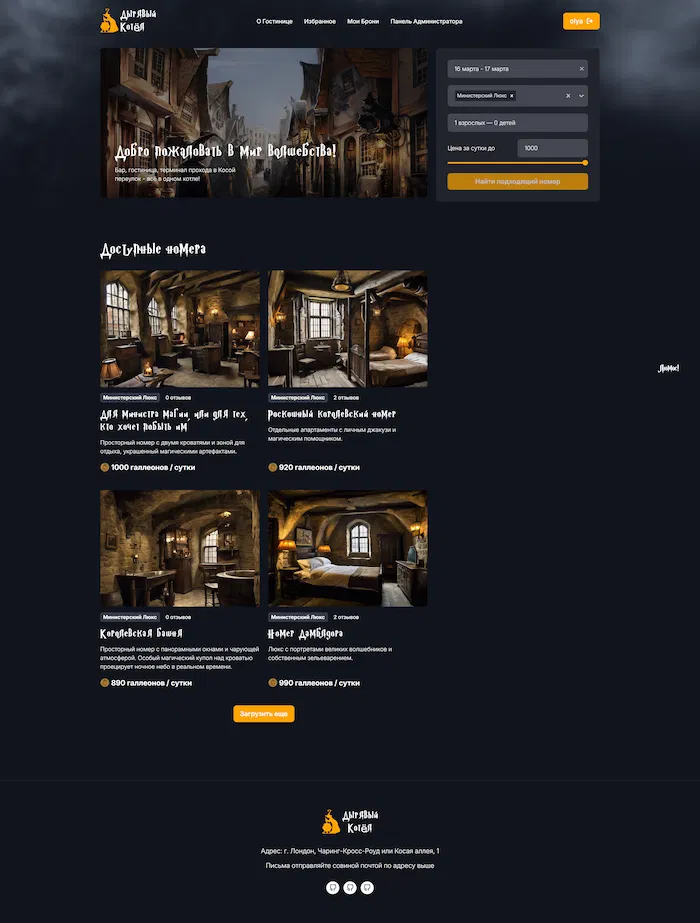 Дырявый
Котёл
О Гостинице
Избранное
Мои Брони
Панель Администратора
olya
Добро пожаловать в Мир Волшебства!
Бар, гостиница, терминал прохода в Косой
переулок - всё в одном котле!
16 марта - 17 марта
Министерский Люкс
1 взрослых — 0 детей
Цена за сутки до
1000
Найти подходящий номер
Доступные номера
Министерский Люкс
0 отзывов
Для Министра Магии, или для тех,
кто хочет побыть им
Просторный номер с двумя кроватями и зоной для
отдыха, украшенный магическими артефактами.
1000 галлеонов / сутки
Министерский Люкс
2 отзывов
Роскошный королевский номер
Отдельные апартаменты с личным джакузи и
магическим помощником.
920 галлеонов / сутки
Люмос!
Министерский Люкс
0 отзывов
Королевская башня
Просторный номер с панорамными окнами и чарующей
атмосферой. Особый магический купол над кроватью
проецирует ночное небо в реальном времени.
890 галлеонов / сутки
Министерский Люкс
2 отзывов
Номер Дамблдора
Люкс с портретами великих волшебников и
собственным зельеварением.
990 галлеонов / сутки
Загрузить еще
Дырявый
Котёл
Адрес: г. Лондон, Чаринг-Кросс-Роуд или Косая аллея, 1
Письма отправляйте совиной почтой по адресу выше